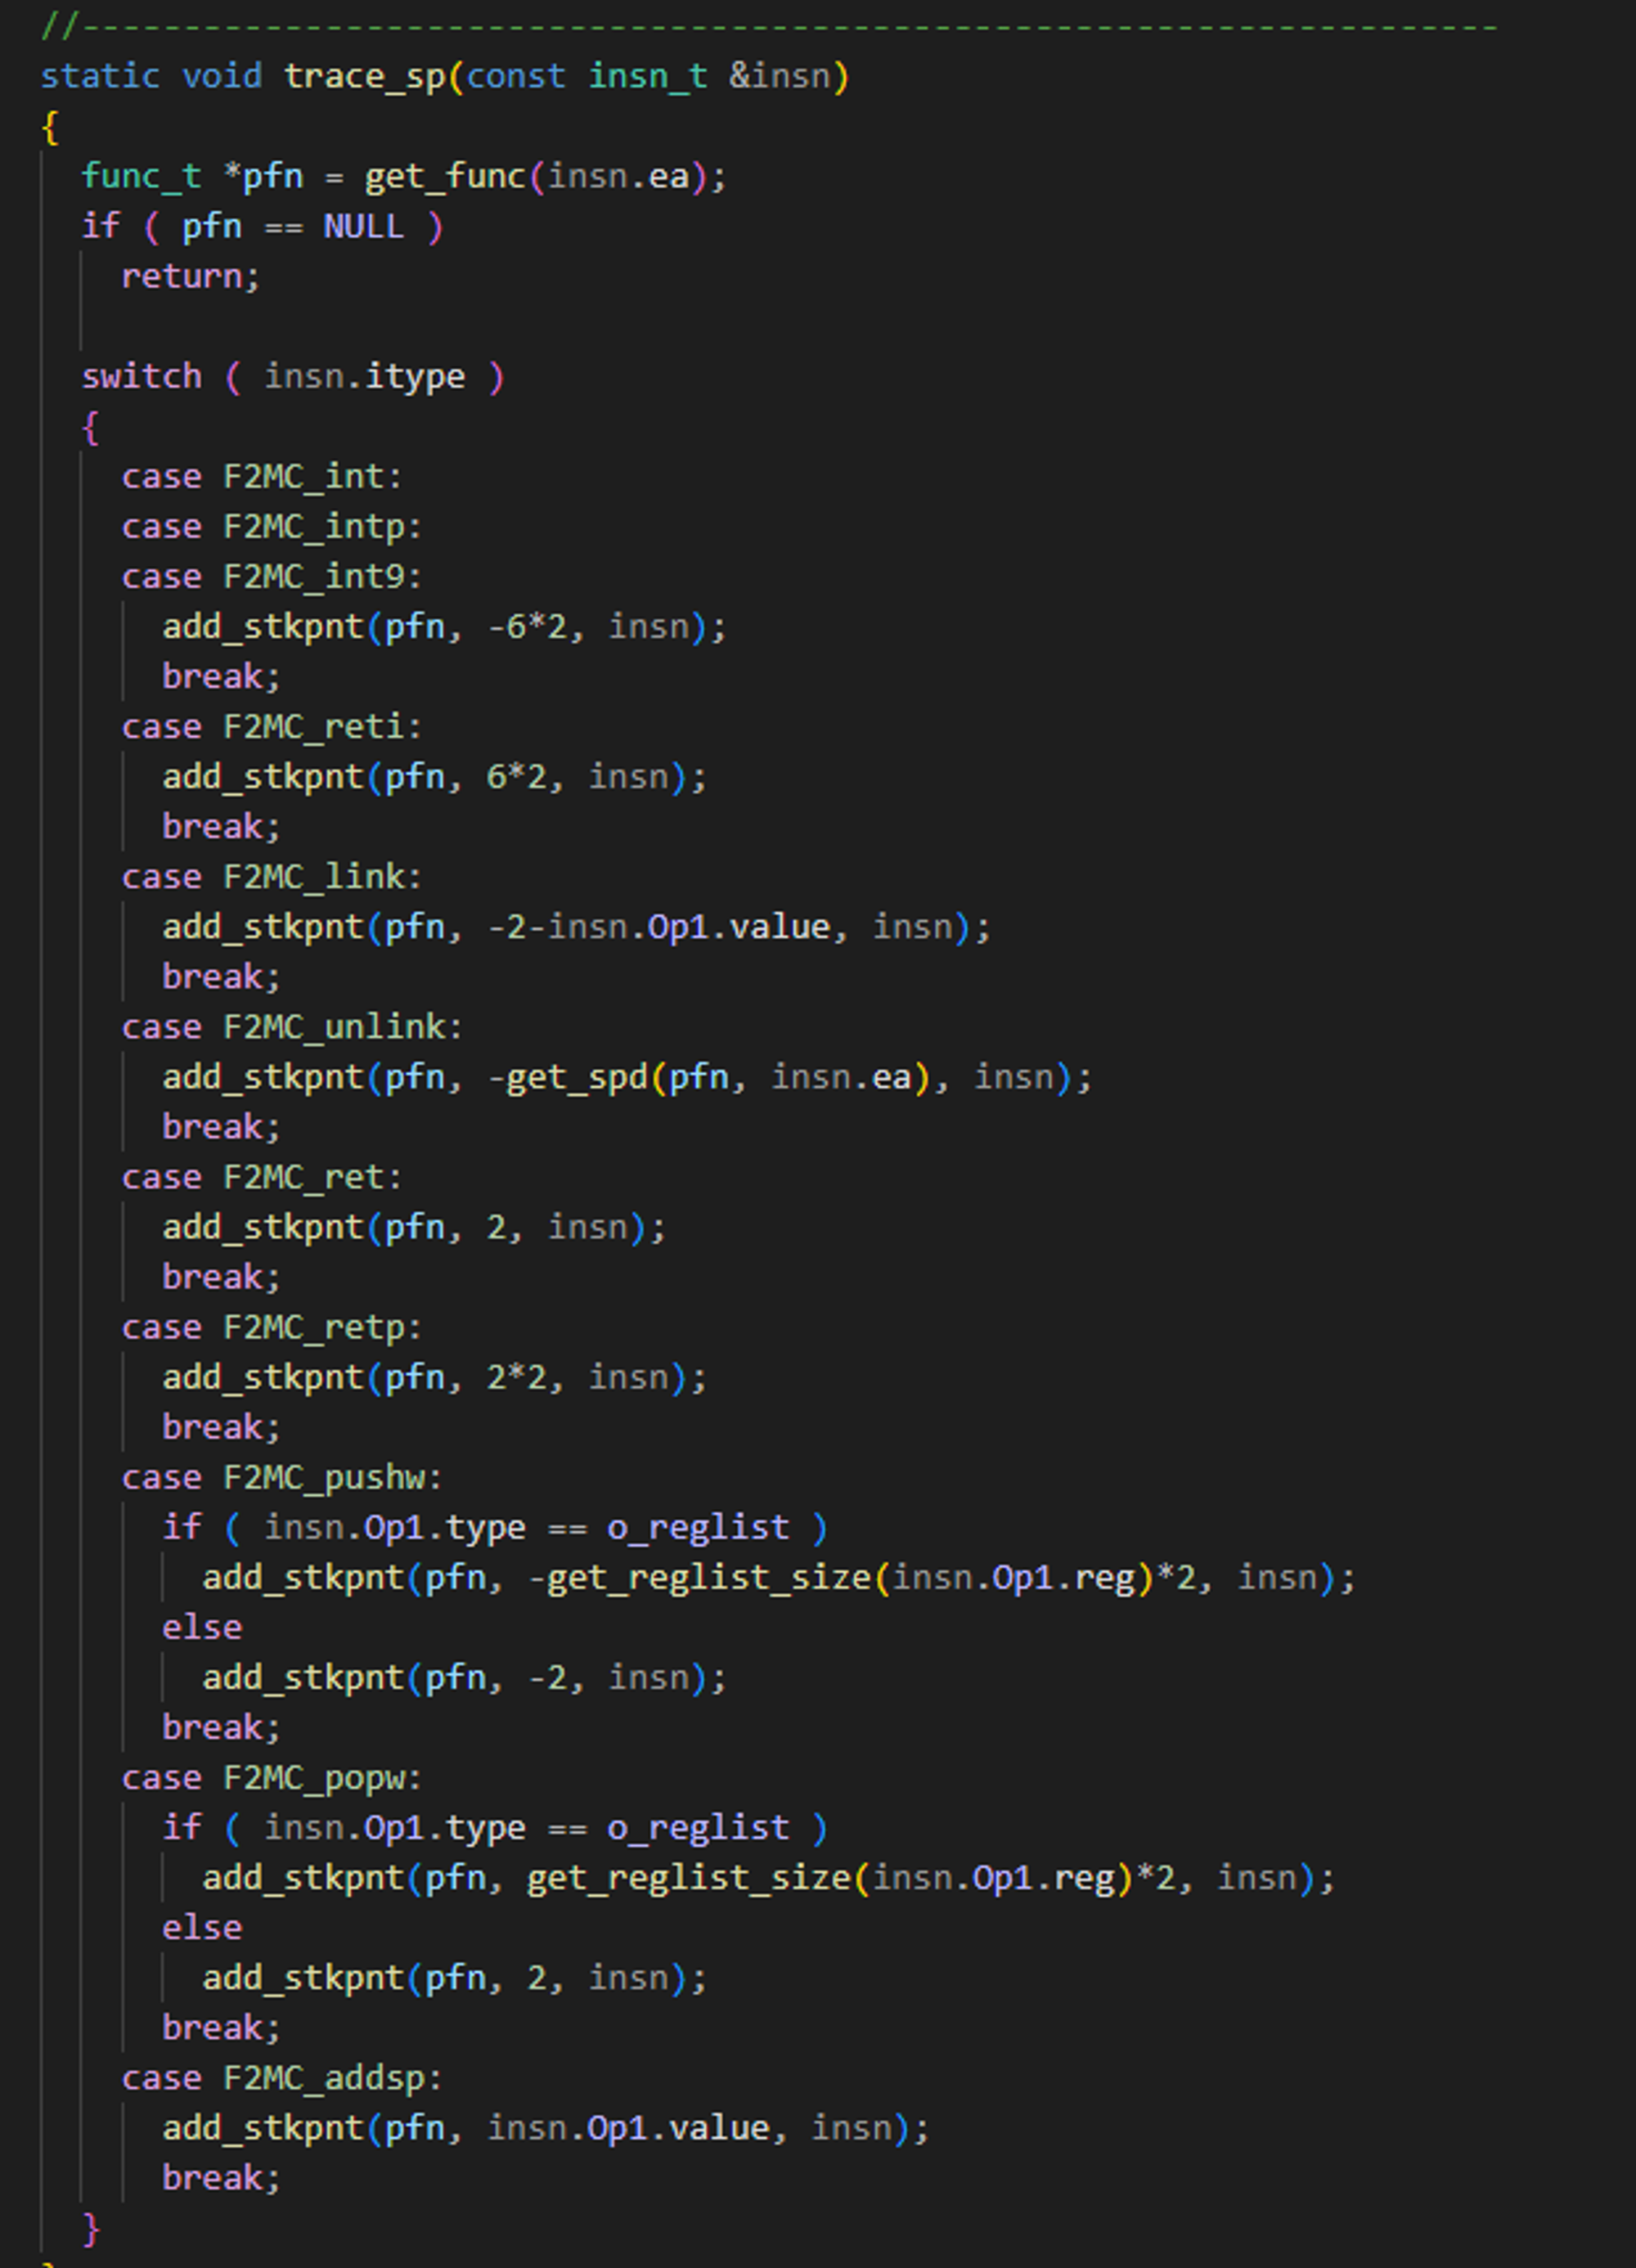 //-----------------------------------------------------------------------
static void trace_sp(const insn_t &insn)
{
  func_t *pfn = get_func(insn.ea);
  if ( pfn == NULL )
    return;

  switch ( insn.itype )
  {
    case F2MC_int:
    case F2MC_intp:
    case F2MC_int9:
      add_stkpnt(pfn, -6*2, insn);
      break;
    case F2MC_reti:
      add_stkpnt(pfn, 6*2, insn);
      break;
    case F2MC_link:
      add_stkpnt(pfn, -2-insn.Op1.value, insn);
      break;
    case F2MC_unlink:
      add_stkpnt(pfn, -get_spd(pfn, insn.ea), insn);
      break;
    case F2MC_ret:
      add_stkpnt(pfn, 2, insn);
      break;
    case F2MC_retp:
      add_stkpnt(pfn, 2*2, insn);
      break;
    case F2MC_pushw:
      if ( insn.Op1.type == o_reglist )
        add_stkpnt(pfn, -get_reglist_size(insn.Op1.reg)*2, insn);
      else
        add_stkpnt(pfn, -2, insn);
      break;
    case F2MC_popw:
      if ( insn.Op1.type == o_reglist )
        add_stkpnt(pfn, get_reglist_size(insn.Op1.reg)*2, insn);
      else
        add_stkpnt(pfn, 2, insn);
      break;
    case F2MC_addsp:
      add_stkpnt(pfn, insn.Op1.value, insn);
      break;
  }